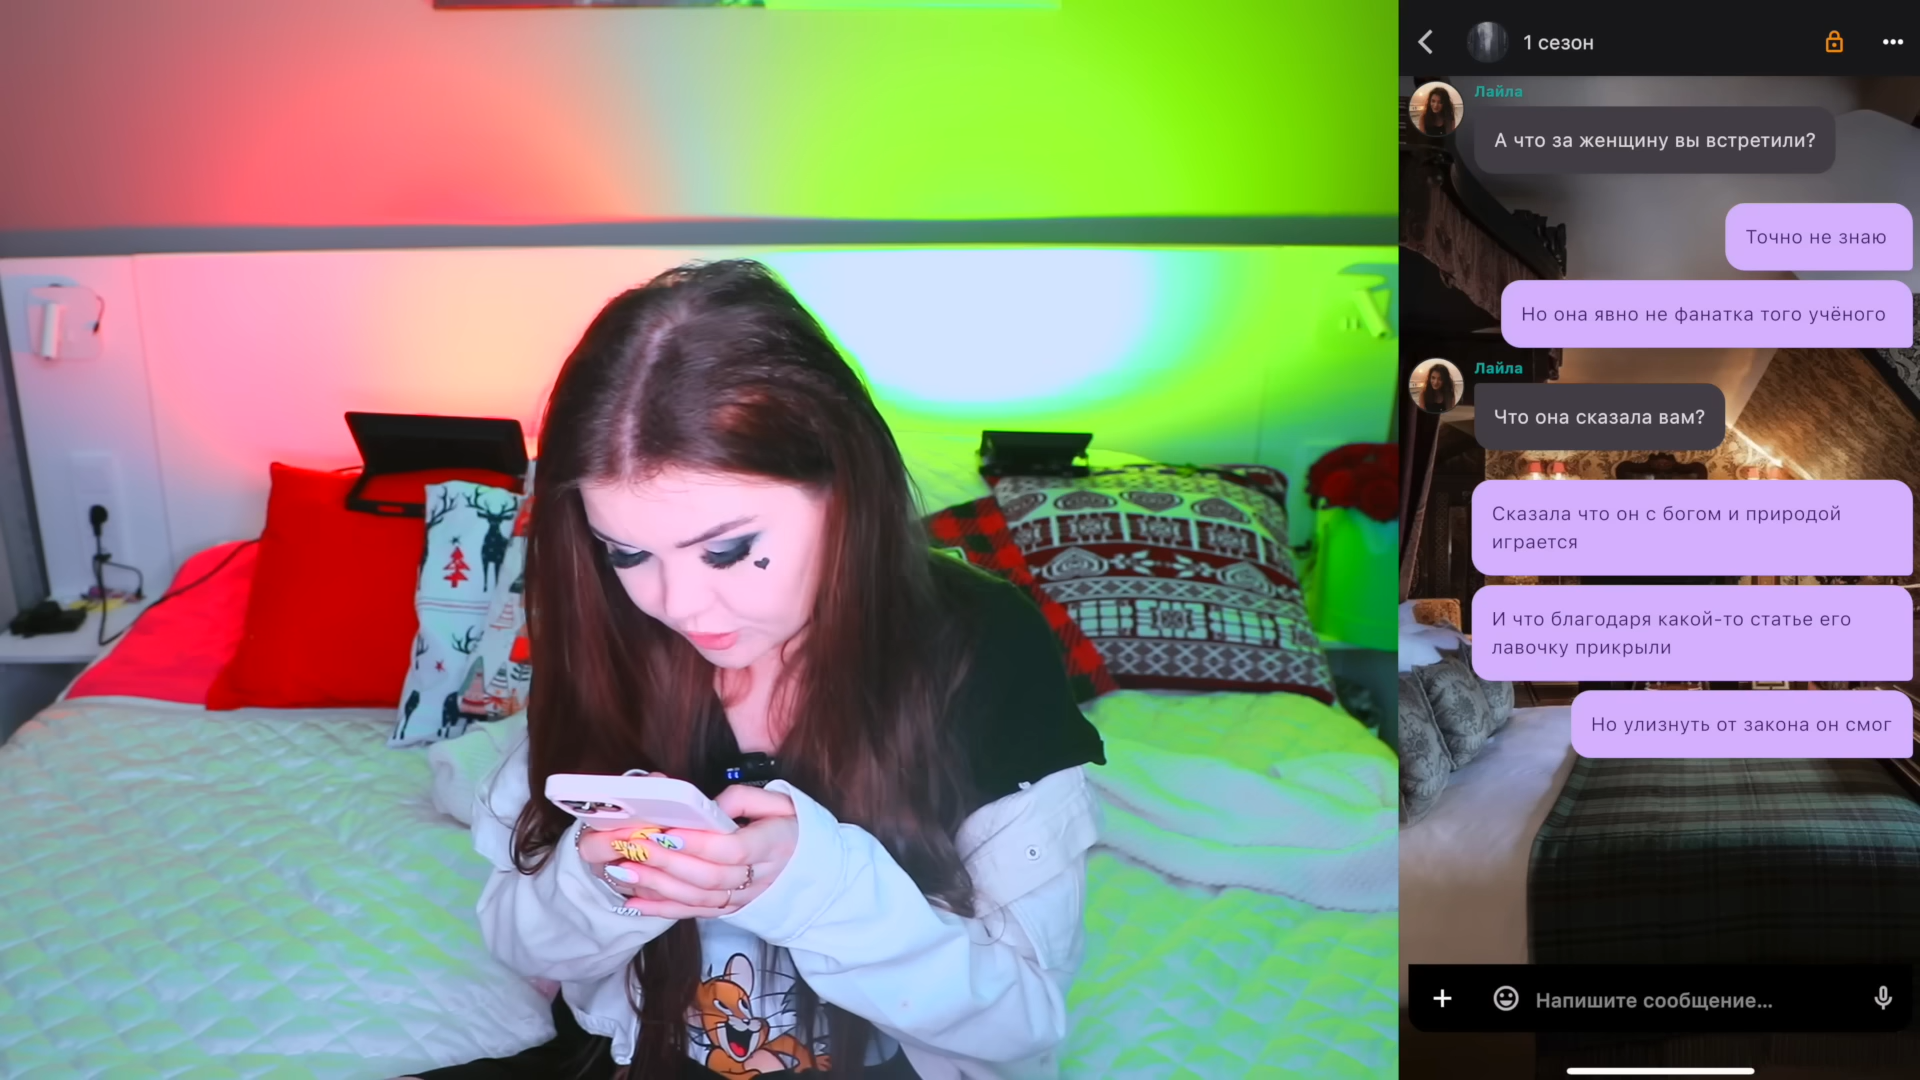 1 сезон
Лайла
А что за женщину вы встретили?
Точно не знаю
Но она явно не фанатка того учёного
Лайла
Что она сказала вам?
Сказала что он с богом и природой
играется
И что благодаря какой-то статье его
лавочку прикрыли
Но улизнуть от закона он смог
Напишите сообщение...